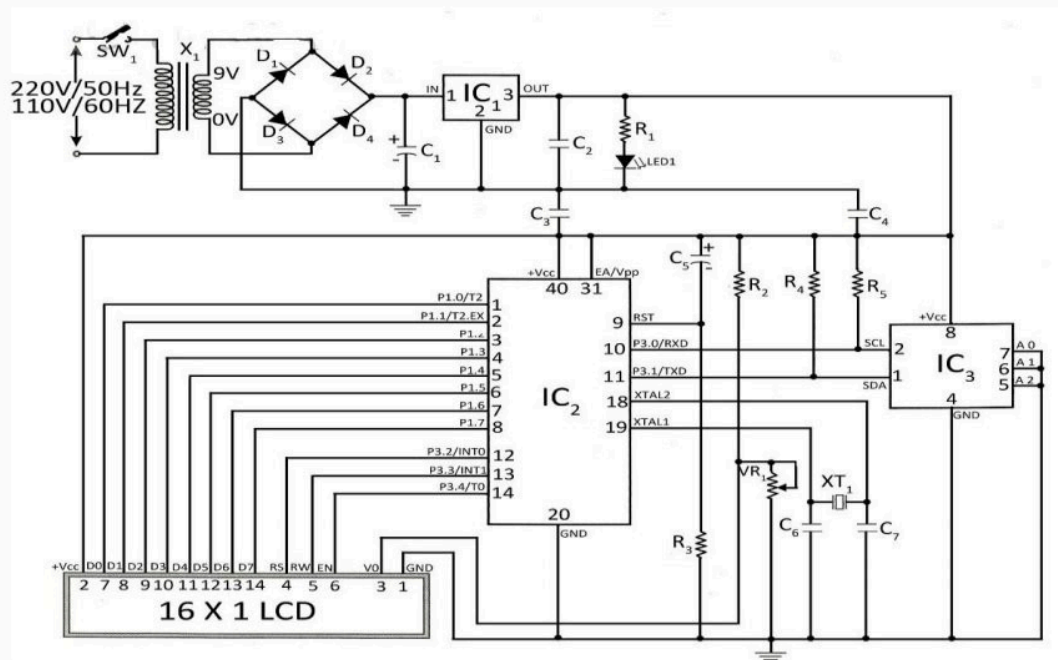 SW1
X1
220V/50Hz
110V/60HZ
9V
0V
D1
D2
D3
D4
C1
+
-
IN
1
IC1
3
OUT
2
GND
C2
R1
LED1
C3
C4
+Vcc
40
EA/Vpp
31
C5
+
-
R2
R4
R5
P1.0/T2
1
P1.1/T2.EX
2
P1.2
3
P1.3
4
P1.4
5
P1.5
6
P1.6
7
P1.7
8
P3.2/INT0
12
P3.3/INT1
13
P3.4/T0
14
IC2
9
RST
10
P3.0/RXD
11
P3.1/TXD
18
XTAL2
19
XTAL1
20
GND
+Vcc
8
SCL
2
SDA
1
IC3
7
A0
6
A1
5
A2
4
GND
VR1
XT1
C6
C7
R3
+Vcc D0 D1 D2 D3 D4 D5 D6 D7 RS RW EN V0 GND
2 7 8 9 10 11 12 13 14 4 5 6 3 1
16 X 1 LCD